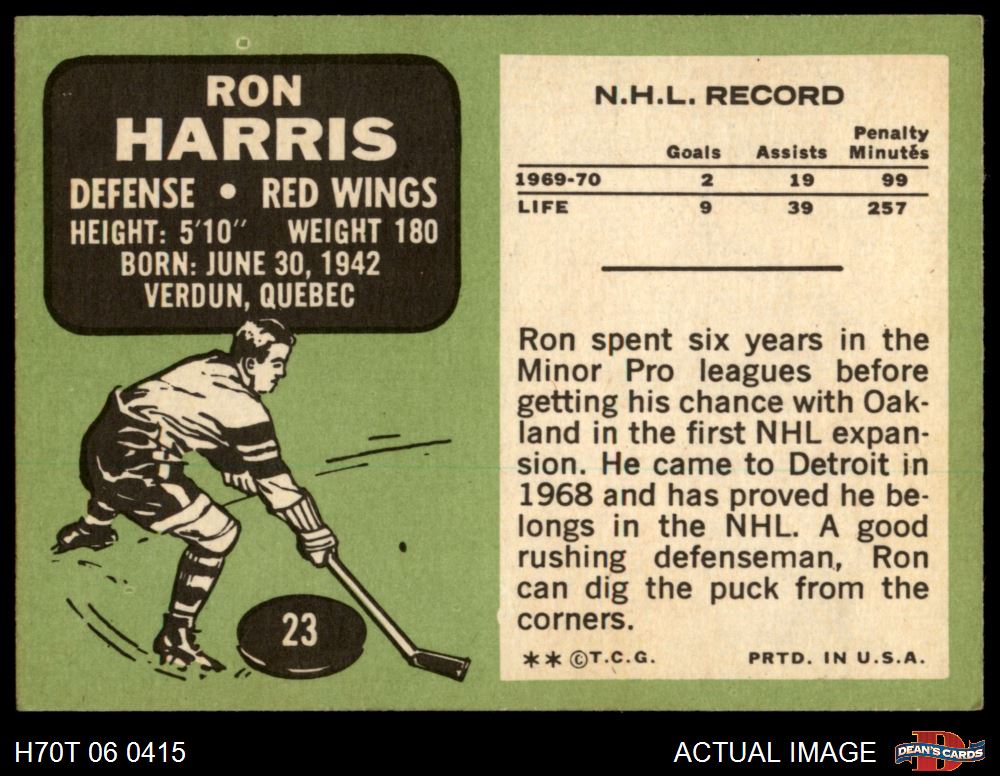 RON
HARRIS
DEFENSE • RED WINGS
HEIGHT: 5'10" WEIGHT 180
BORN: JUNE 30, 1942
VERDUN, QUEBEC
23
N.H.L. RECORD
Goals Assists Penalty Minutes
1969-70 2 19 99
LIFE 9 39 257
Ron spent six years in the
Minor Pro leagues before
getting his chance with Oak-
land in the first NHL expan-
sion. He came to Detroit in
1968 and has proved he be-
longs in the NHL. A good
rushing defenseman, Ron
can dig the puck from the
corners.
** ©T.C.G. PRTD. IN U.S.A.
H70T 06 0415
ACTUAL IMAGE
D
DEAN'S CARDS